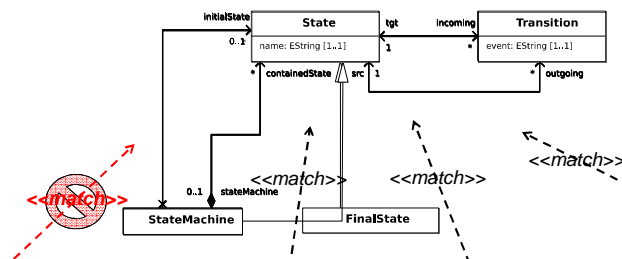 initialState
State
tgt
incoming
Transition
0..1
name: EString [1..1]
1
*
event: EString [1..1]
* containedState
src 1
* outgoing
<<match>>
<<match>>
<<match>>
<<match>>
0..1 stateMachine
StateMachine
FinalState